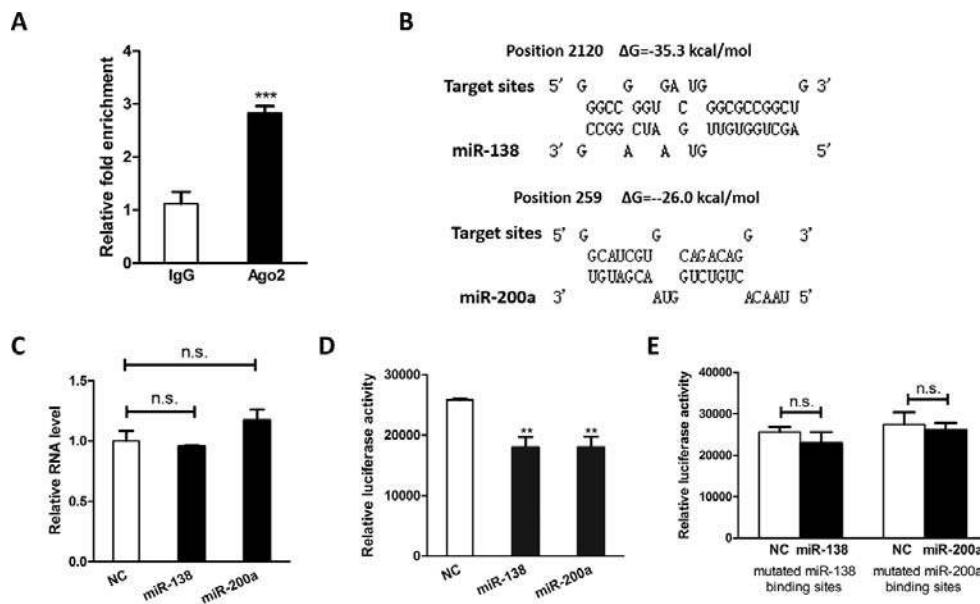 A
Relative fold enrichment
4
3
2
1
0
***
IgG Ago2
B
Position 2120 ΔG=-35.3 kcal/mol
Target sites 5' G G GA UG G 3'
GGCC GGU C GGCGCCGGCU
CCGG CUA G UUGUGGUCGA
miR-138 3' G A A UG 5'
Position 259 ΔG=--26.0 kcal/mol
Target sites 5' G G G 3'
GCAUCGU CAGACAG
UGUAGCA GUCUGUC
miR-200a 3' AUG ACAAU 5'
C
Relative RNA level
1.5
1.0
0.5
0.0
n.s.
n.s.
NC miR-138 miR-200a
D
Relative luciferase activity
30000
20000
10000
0
** **
NC miR-138 miR-200a
E
Relative luciferase activity
40000
30000
20000
10000
0
n.s. n.s.
NC miR-138 NC miR-200a
mutated miR-138 mutated miR-200a
binding sites binding sites